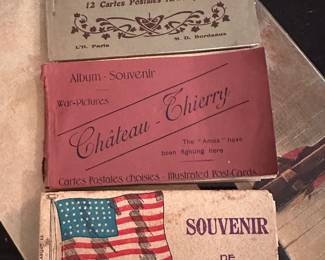 12 Cartes Postales
L'H. Paris
M. D. Bordeaux
Album - Souvenir
War-Pictures
Château - Thierry
The "Amex" have
been fighting here
Cartes Postales choisies - Illustrated Post-Cards
SOUVENIR
DE